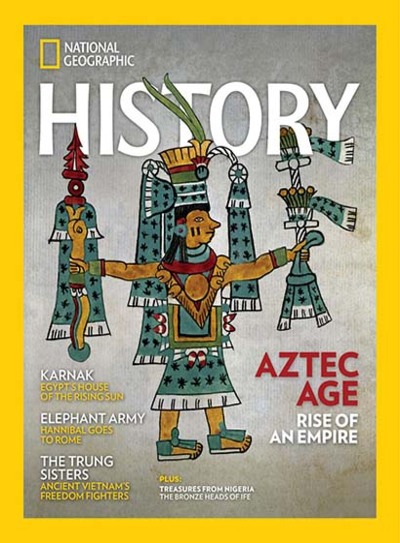 NATIONAL
GEOGRAPHIC
HISTORY
AZTEC
AGE
RISE OF
AN EMPIRE
KARNAK
EGYPT'S HOUSE
OF THE RISING SUN
ELEPHANT ARMY
HANNIBAL GOES
TO ROME
THE TRUNG
SISTERS
ANCIENT VIETNAM'S
FREEDOM FIGHTERS
PLUS:
TREASURES FROM NIGERIA
THE BRONZE HEADS OF IFE